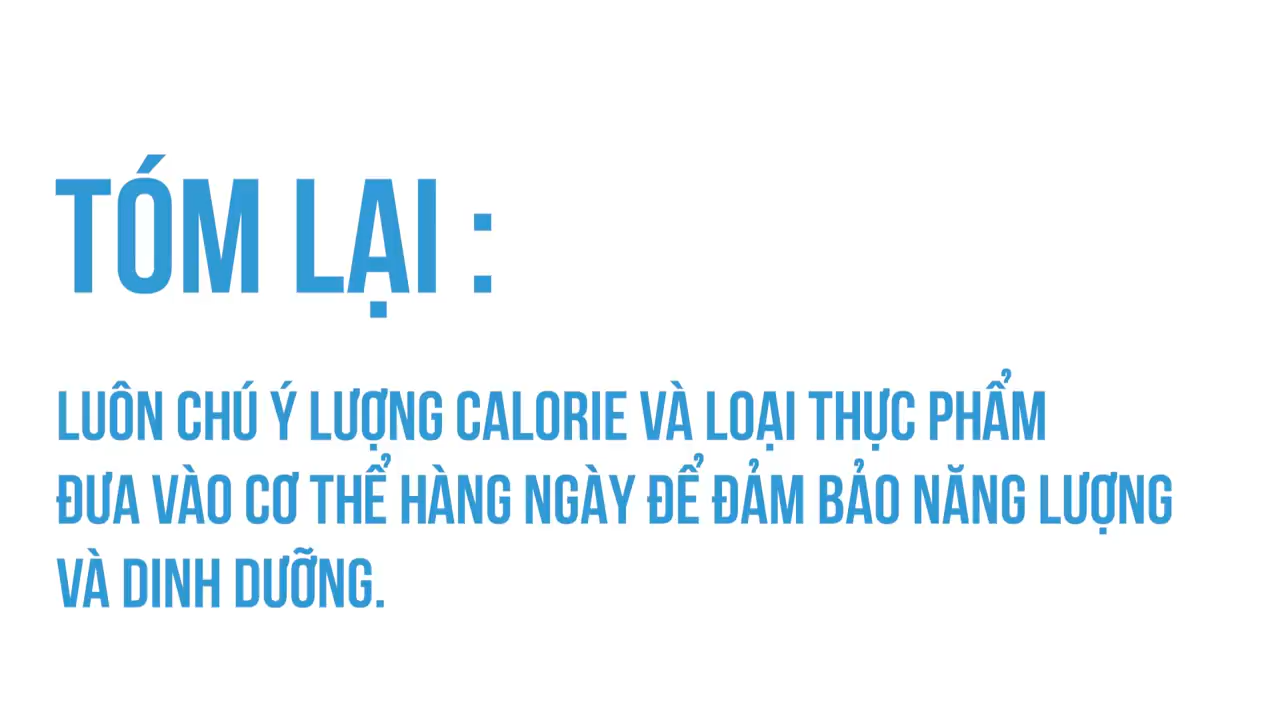 TÓM LẠI :
LUÔN CHÚ Ý LƯỢNG CALORIE VÀ LOẠI THỰC PHẨM
ĐƯA VÀO CƠ THỂ HÀNG NGÀY ĐỂ ĐẢM BẢO NĂNG LƯỢNG
VÀ DINH DƯỠNG.